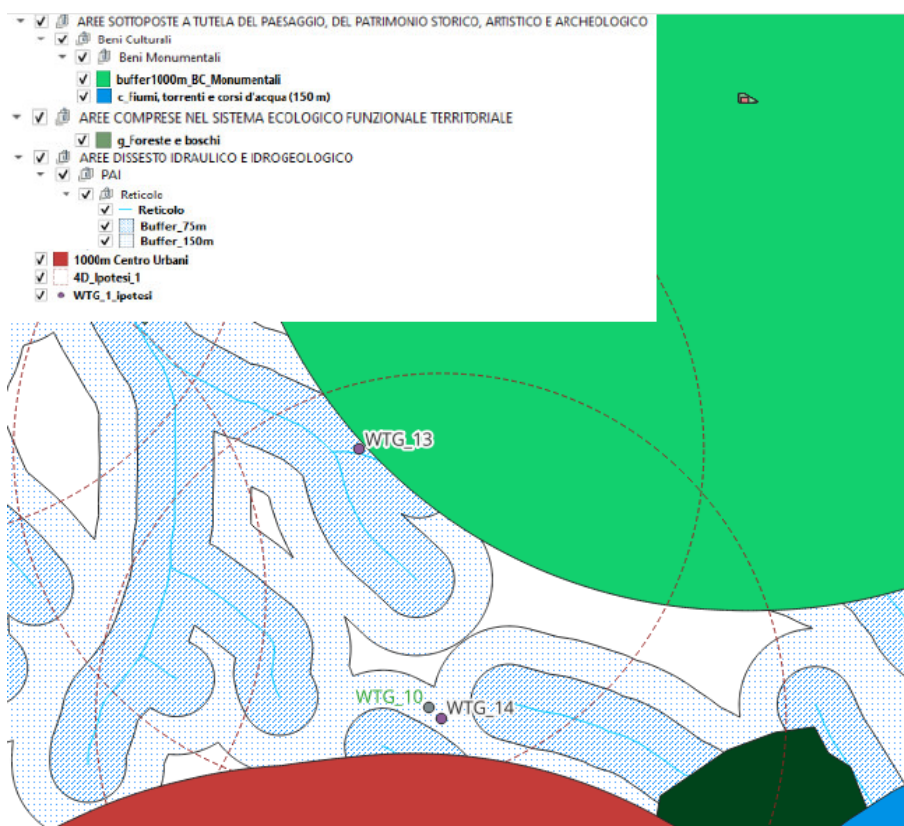 AREE SOTTOPOSTE A TUTELA DEL PAESAGGIO, DEL PATRIMONIO STORICO, ARTISTICO E ARCHEOLOGICO
Beni Culturali
Beni Monumentali
buffer1000m_BC_Monumentali
c_Fiumi, torrenti e corsi d'acqua (150 m)
AREE COMPRESE NEL SISTEMA ECOLOGICO FUNZIONALE TERRITORIALE
g_Foreste e boschi
AREE DISSESTO IDRAULICO E IDROGEOLOGICO
PAI
Reticolo
Reticolo
Buffer_75m
Buffer_150m
1000m Centro Urbani
4D_Ipotesi_1
WTG_1_ipotesi
WTG_13
WTG_10
WTG_14